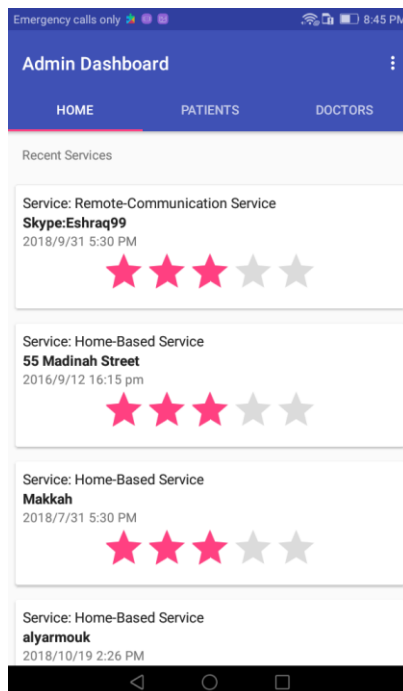 Emergency calls only 8:45 PM
Admin Dashboard
HOME PATIENTS DOCTORS
Recent Services
Service: Remote-Communication Service
Skype:Eshraq99
2018/9/31 5:30 PM
Service: Home-Based Service
55 Madinah Street
2016/9/12 16:15 pm
Service: Home-Based Service
Makkah
2018/7/31 5:30 PM
Service: Home-Based Service
alyarmouk
2018/10/19 2:26 PM